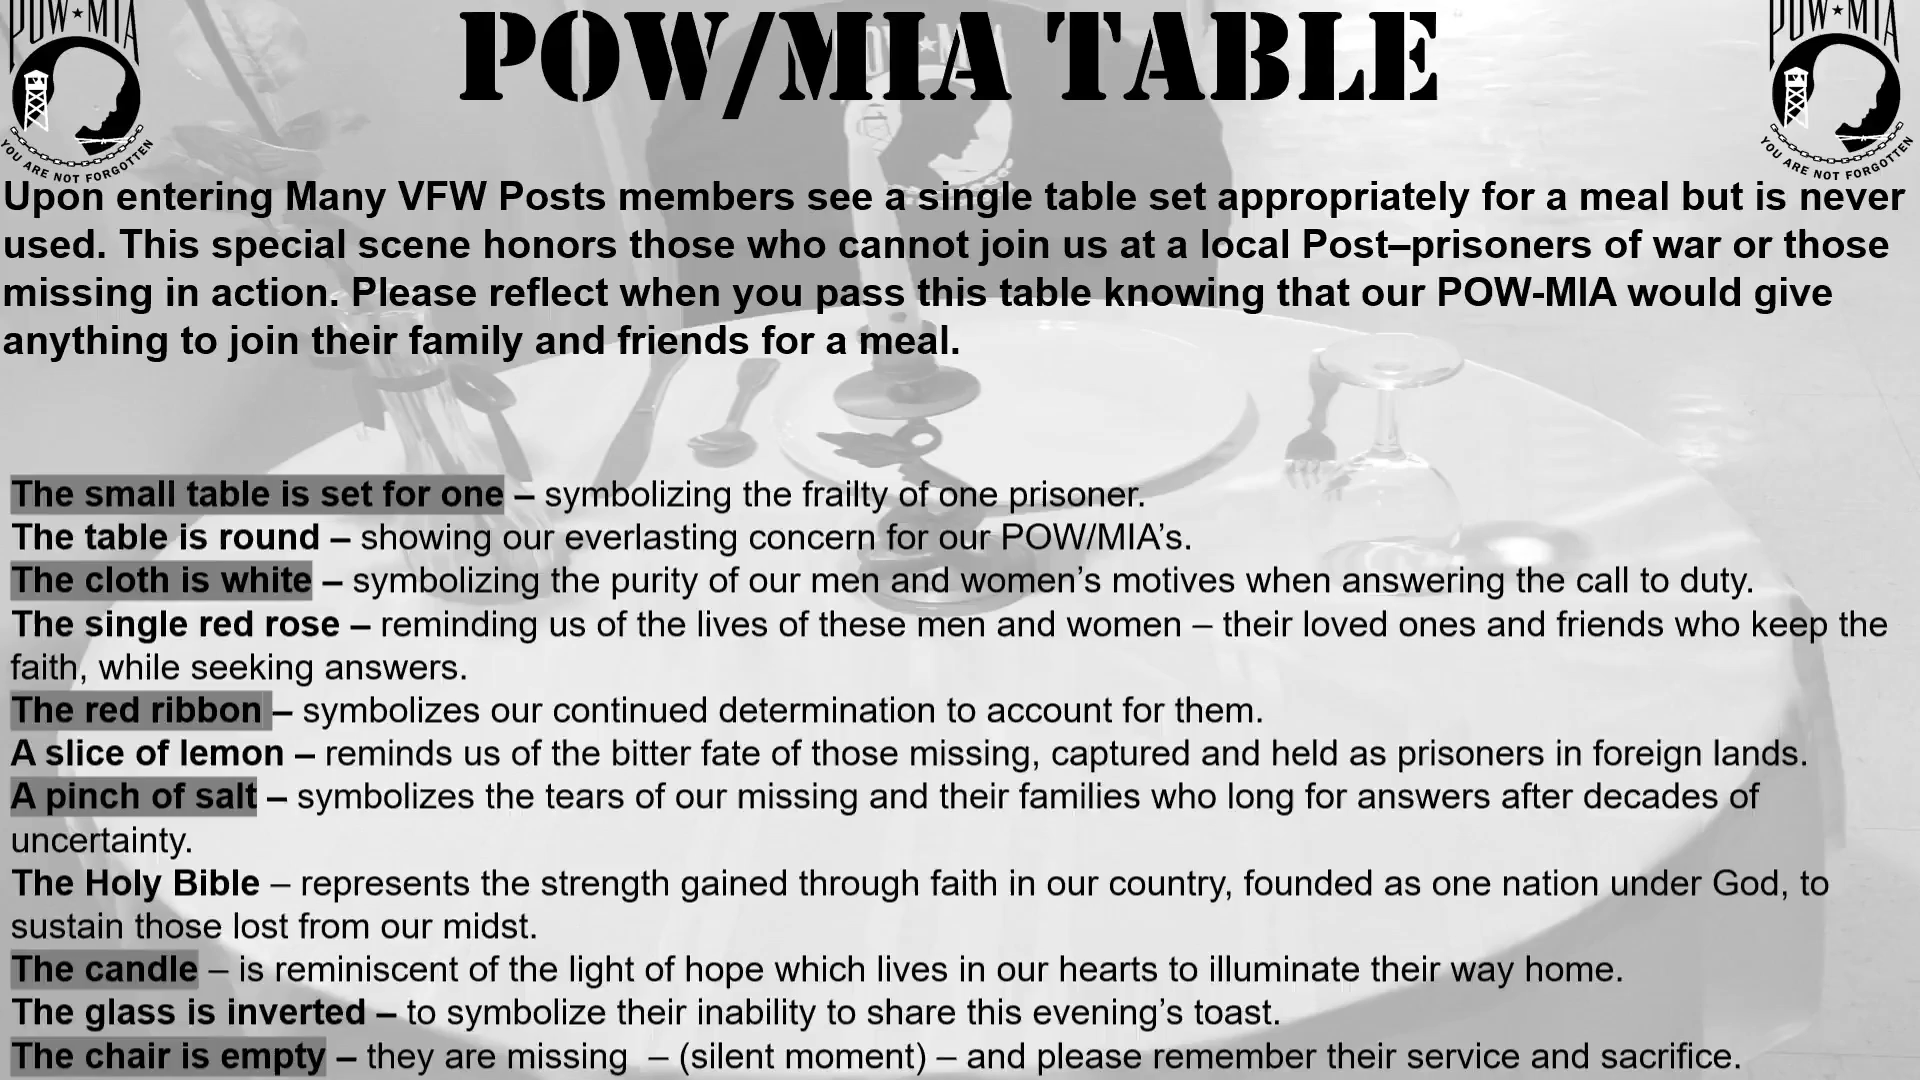 POW★MIA
YOU ARE NOT FORGOTTEN
POW/MIA TABLE
POW★MIA
YOU ARE NOT FORGOTTEN
Upon entering Many VFW Posts members see a single table set appropriately for a meal but is never
used. This special scene honors those who cannot join us at a local Post–prisoners of war or those
missing in action. Please reflect when you pass this table knowing that our POW-MIA would give
anything to join their family and friends for a meal.
The small table is set for one – symbolizing the frailty of one prisoner.
The table is round – showing our everlasting concern for our POW/MIA’s.
The cloth is white – symbolizing the purity of our men and women’s motives when answering the call to duty.
The single red rose – reminding us of the lives of these men and women – their loved ones and friends who keep the
faith, while seeking answers.
The red ribbon – symbolizes our continued determination to account for them.
A slice of lemon – reminds us of the bitter fate of those missing, captured and held as prisoners in foreign lands.
A pinch of salt – symbolizes the tears of our missing and their families who long for answers after decades of
uncertainty.
The Holy Bible – represents the strength gained through faith in our country, founded as one nation under God, to
sustain those lost from our midst.
The candle – is reminiscent of the light of hope which lives in our hearts to illuminate their way home.
The glass is inverted – to symbolize their inability to share this evening’s toast.
The chair is empty – they are missing – (silent moment) – and please remember their service and sacrifice.